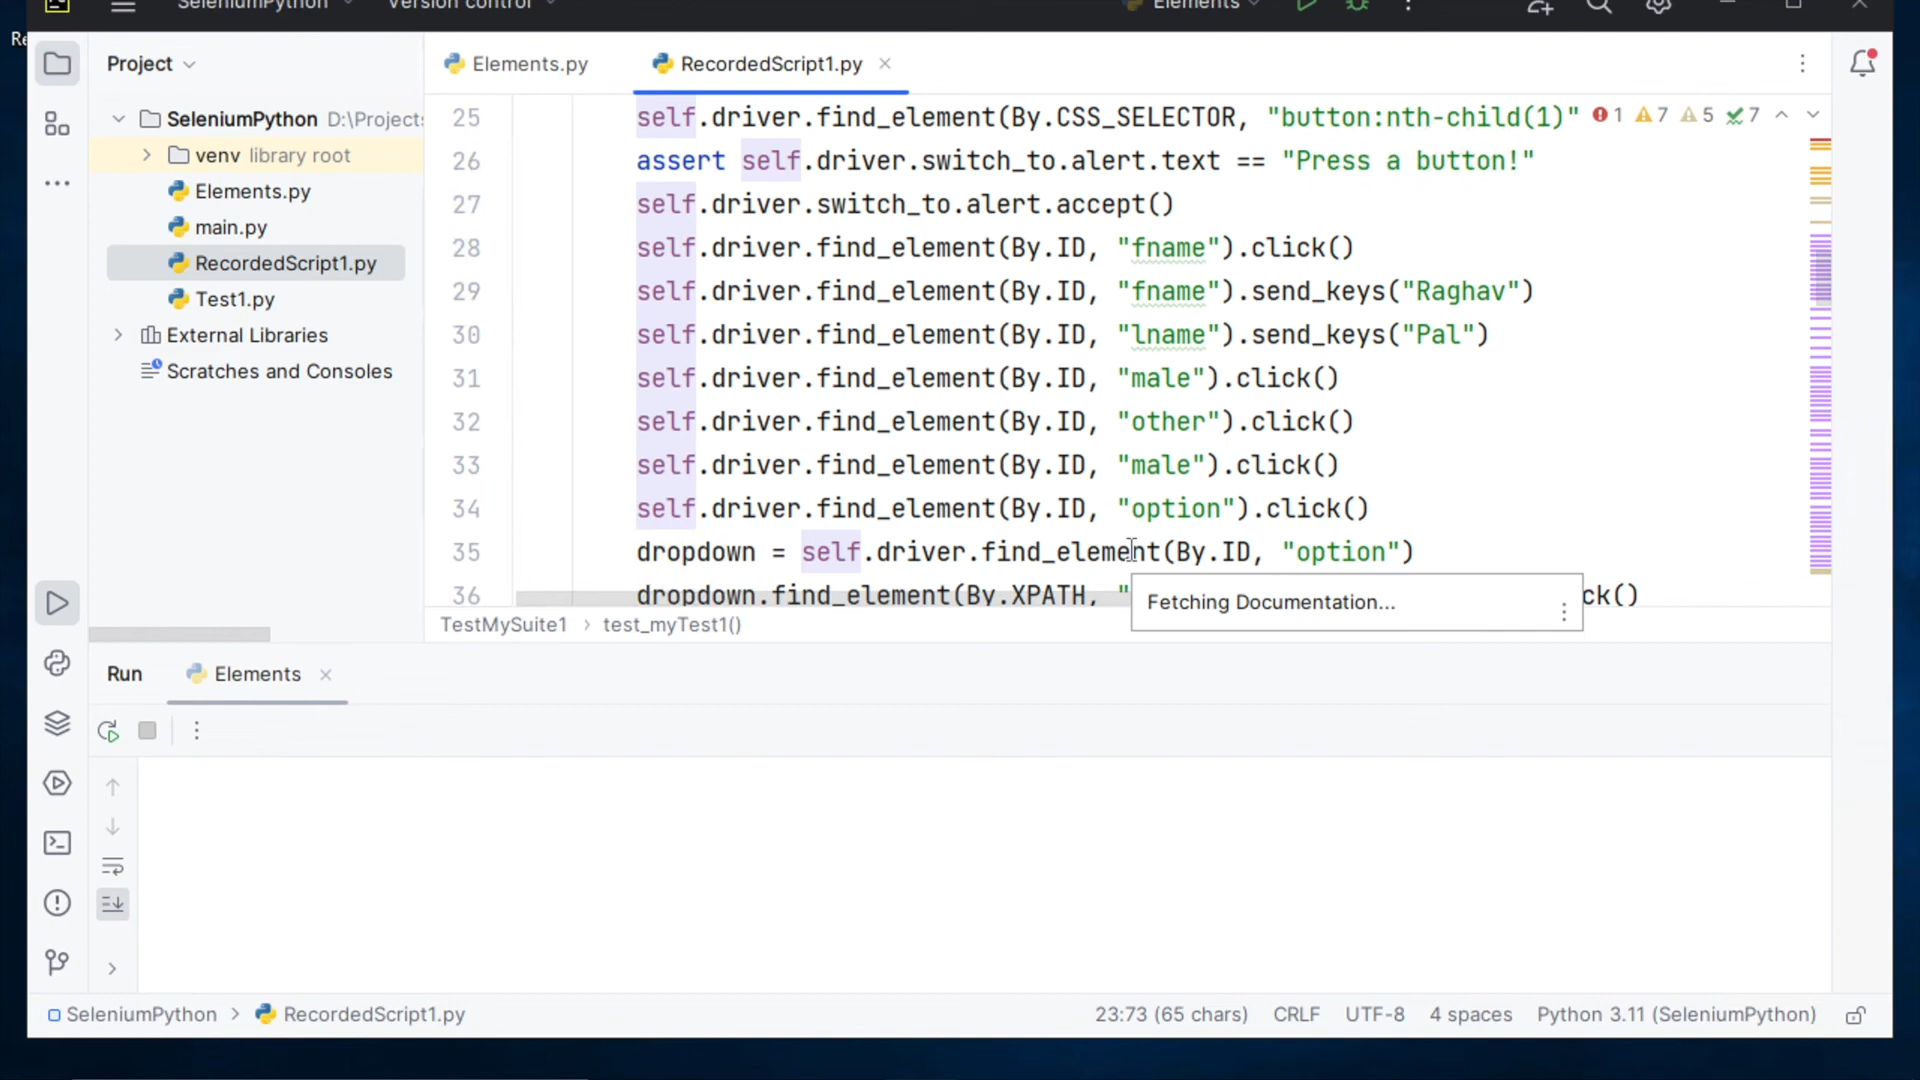 SeleniumPython
Version control
Elements
Re
Project
Elements.py
RecordedScript1.py
SeleniumPython D:\Project
venv library root
Elements.py
main.py
RecordedScript1.py
Test1.py
External Libraries
Scratches and Consoles
25 self.driver.find_element(By.CSS_SELECTOR, "button:nth-child(1)" 1 7 5 7
26 assert self.driver.switch_to.alert.text == "Press a button!"
27 self.driver.switch_to.alert.accept()
28 self.driver.find_element(By.ID, "fname").click()
29 self.driver.find_element(By.ID, "fname").send_keys("Raghav")
30 self.driver.find_element(By.ID, "lname").send_keys("Pal")
31 self.driver.find_element(By.ID, "male").click()
32 self.driver.find_element(By.ID, "other").click()
33 self.driver.find_element(By.ID, "male").click()
34 self.driver.find_element(By.ID, "option").click()
35 dropdown = self.driver.find_element(By.ID, "option")
36 dropdown.find_element(By.XPATH, " ck()
Fetching Documentation...
TestMySuite1 > test_myTest1()
Run
Elements
SeleniumPython > RecordedScript1.py
23:73 (65 chars) CRLF UTF-8 4 spaces Python 3.11 (SeleniumPython)